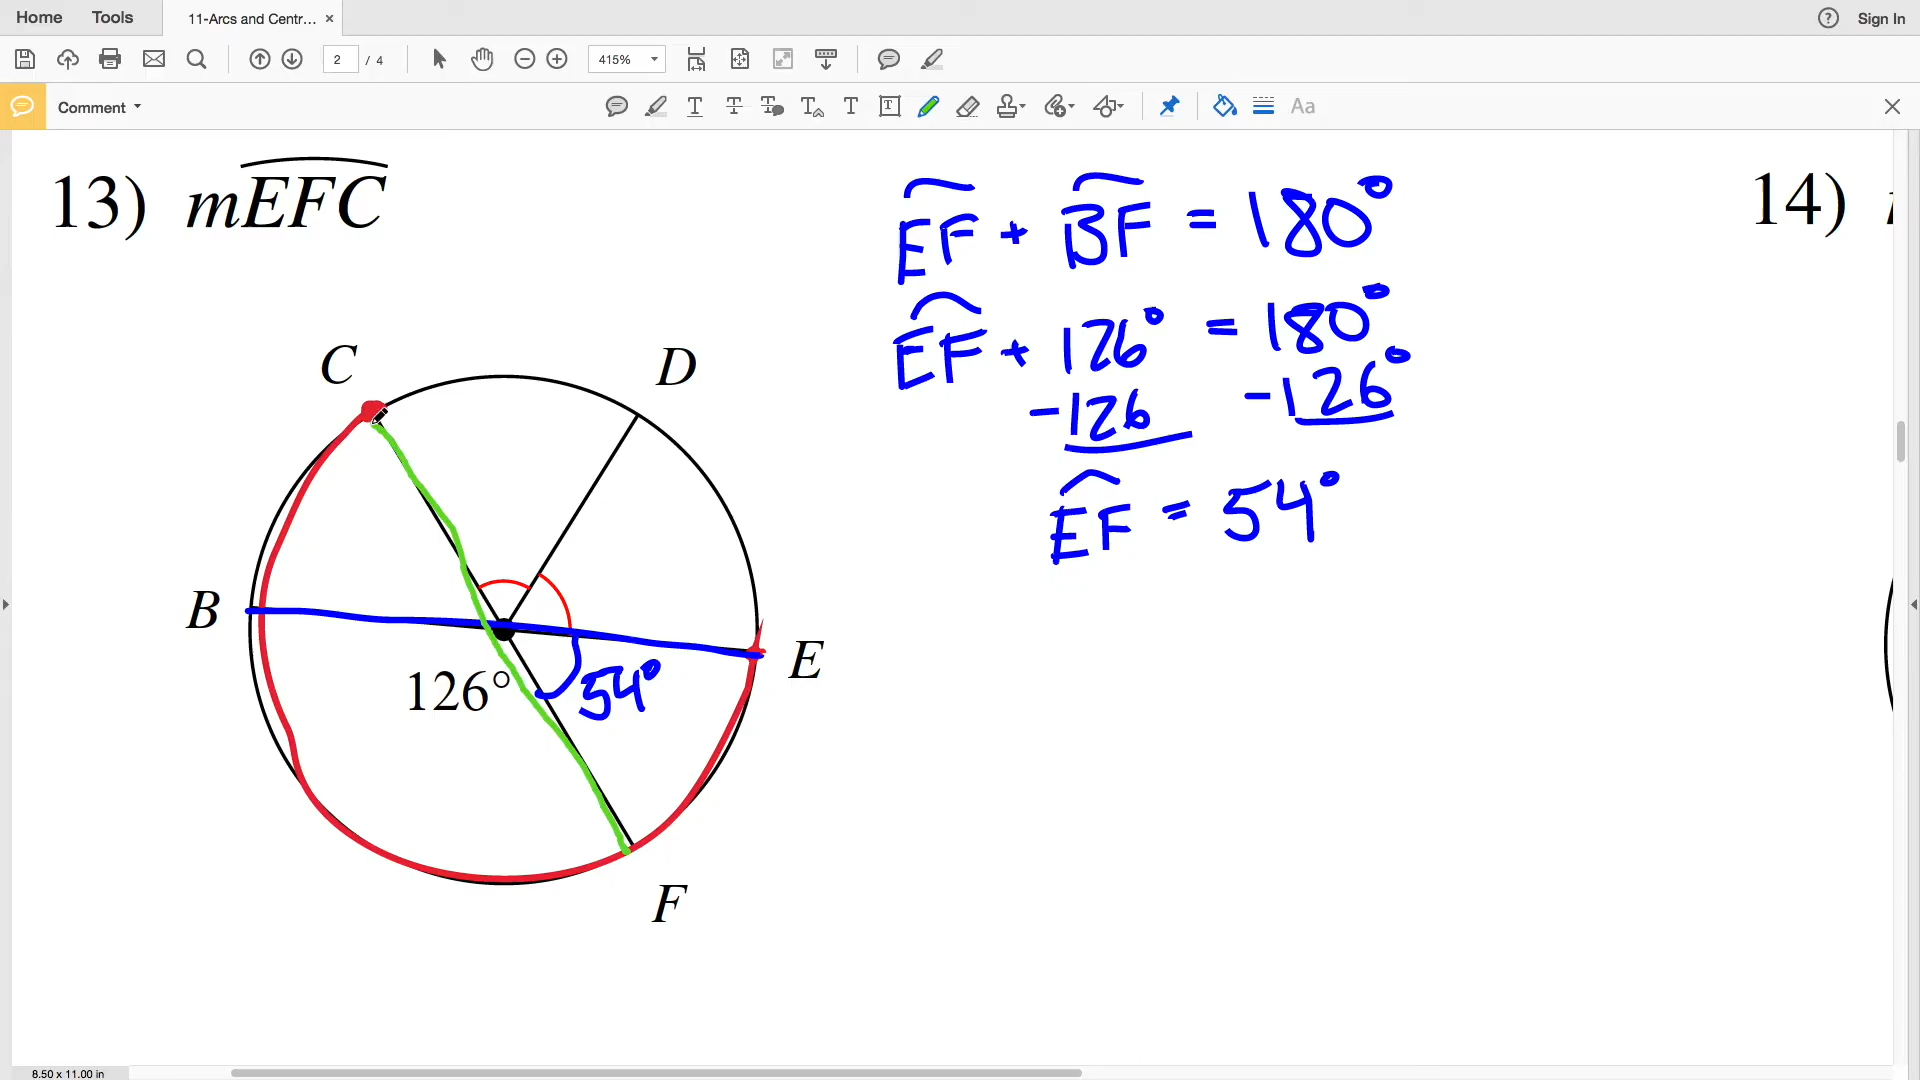 Home Tools 11-Arcs and Centr... × Sign In
2 / 4 415%
Comment Aa
13) mEFC
14)
EF + BF = 180°
EF + 126° = 180°
-126 -126°
EF = 54°
C D
B E
126° 54°
F
8.50 x 11.00 in